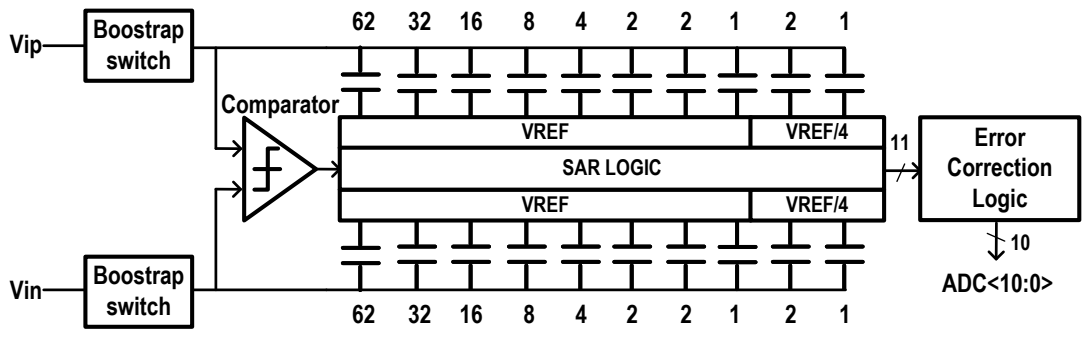 62 32 16 8 4 2 2 1 2 1
Vip
Boostrap
switch
Comparator
VREF VREF/4
SAR LOGIC
VREF VREF/4
11
Error
Correction
Logic
10
ADC<10:0>
Vin
Boostrap
switch
62 32 16 8 4 2 2 1 2 1